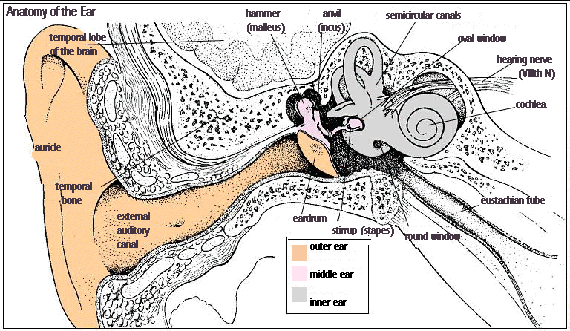 Anatomy of the Ear
hammer
(malleus)
anvil
(incus)
semicircular canals
temporal lobe
of the brain
oval window
hearing nerve
(VIIIth N)
cochlea
auride
temporal
bone
external
auditory
canal
eustachian tube
eardrum
stirrup (stapes)
round window
outer ear
middle ear
inner ear